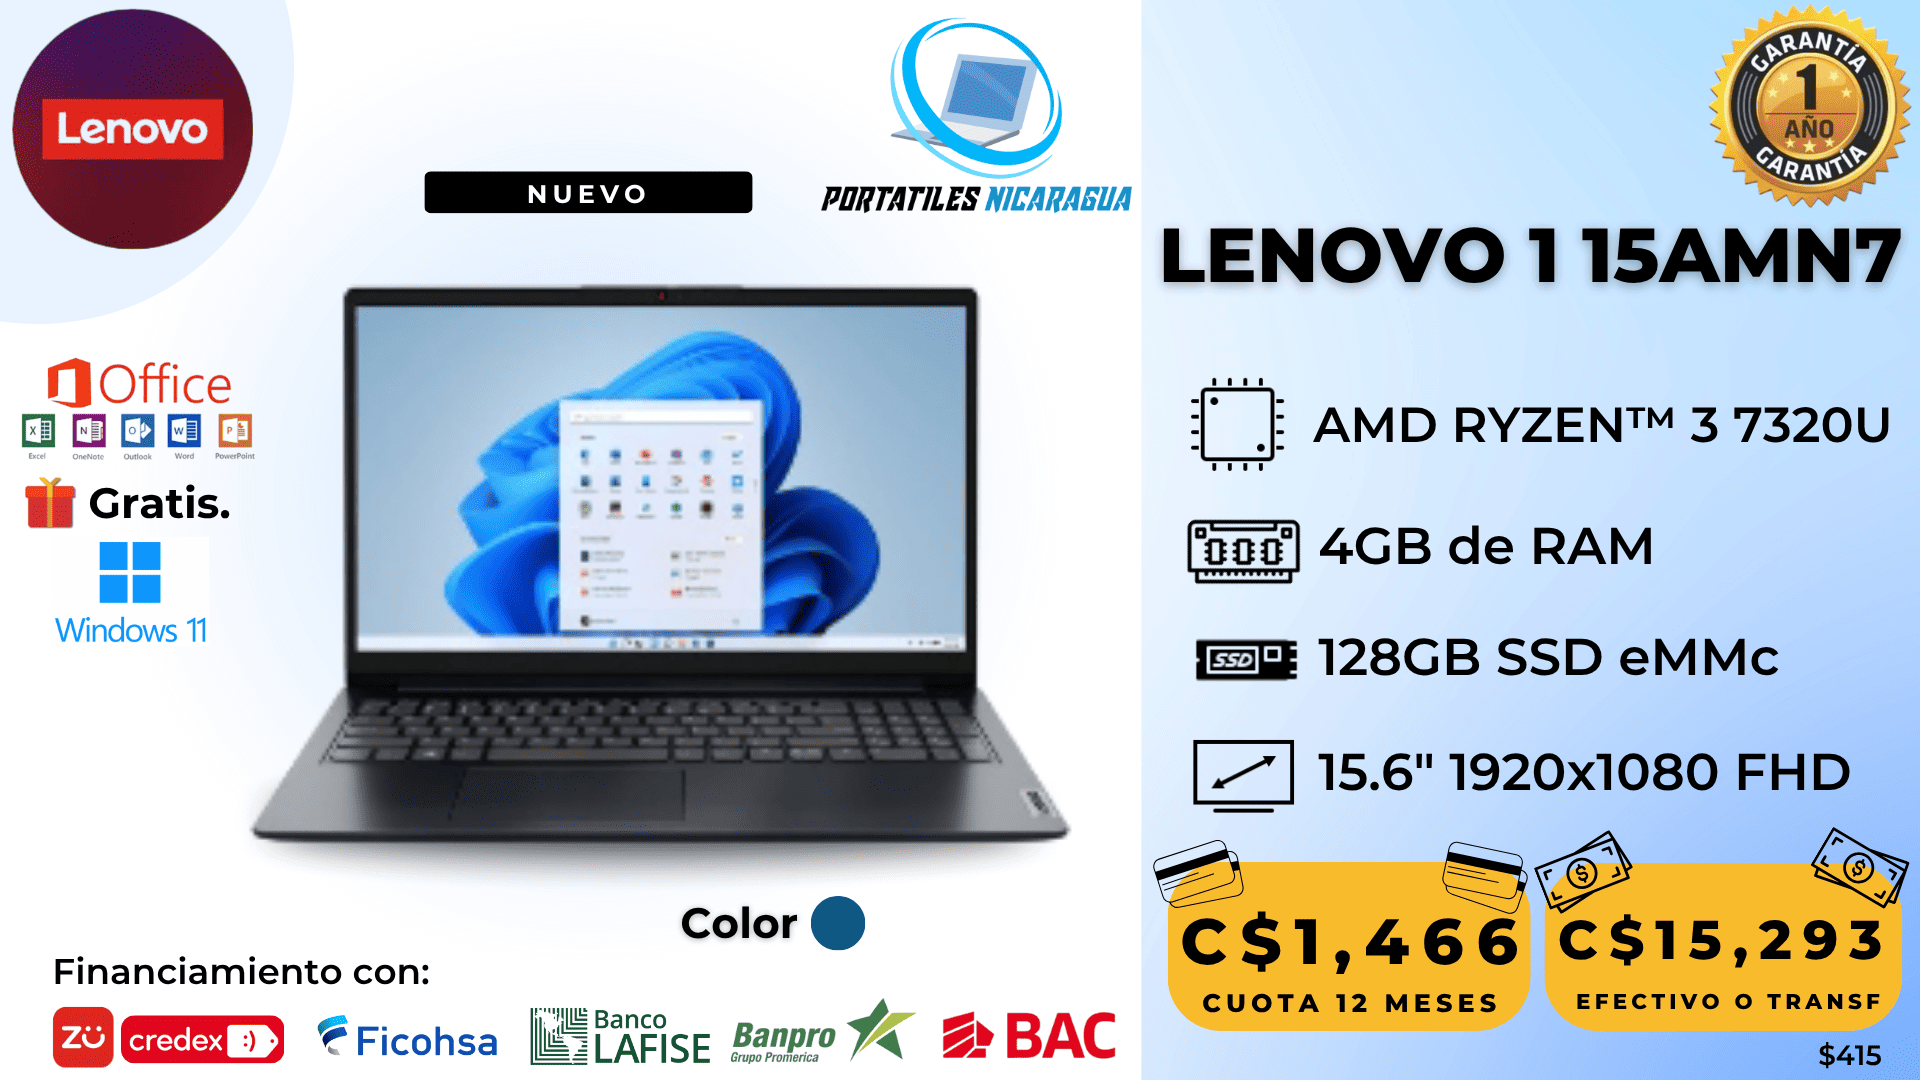 Lenovo
NUEVO
PORTATILES NICARAGUA
Office
Excel
OneNote
Outlook
Word
PowerPoint
Gratis.
Windows 11
Color
Financiamiento con:
zū
credex :)
Ficohsa
Banco
LAFISE
Banpro
Grupo Promerica
BAC
GARANTÍA
1
AÑO
GARANTÍA
LENOVO 1 15AMN7
AMD RYZEN™ 3 7320U
4GB de RAM
SSD
128GB SSD eMMc
15.6" 1920x1080 FHD
C$1,466
CUOTA 12 MESES
C$15,293
EFECTIVO O TRANSF
$415